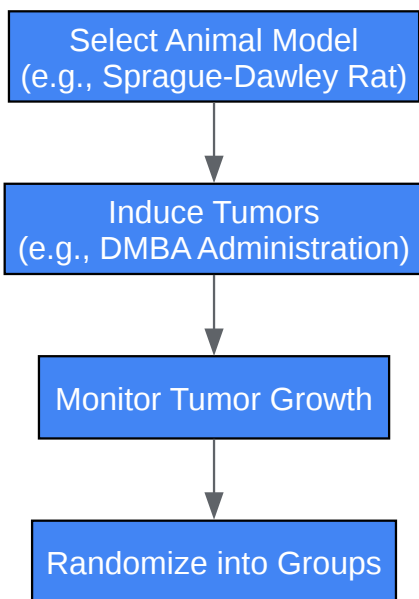 Select Animal Model
(e.g., Sprague-Dawley Rat)
Induce Tumors
(e.g., DMBA Administration)
Monitor Tumor Growth
Randomize into Groups